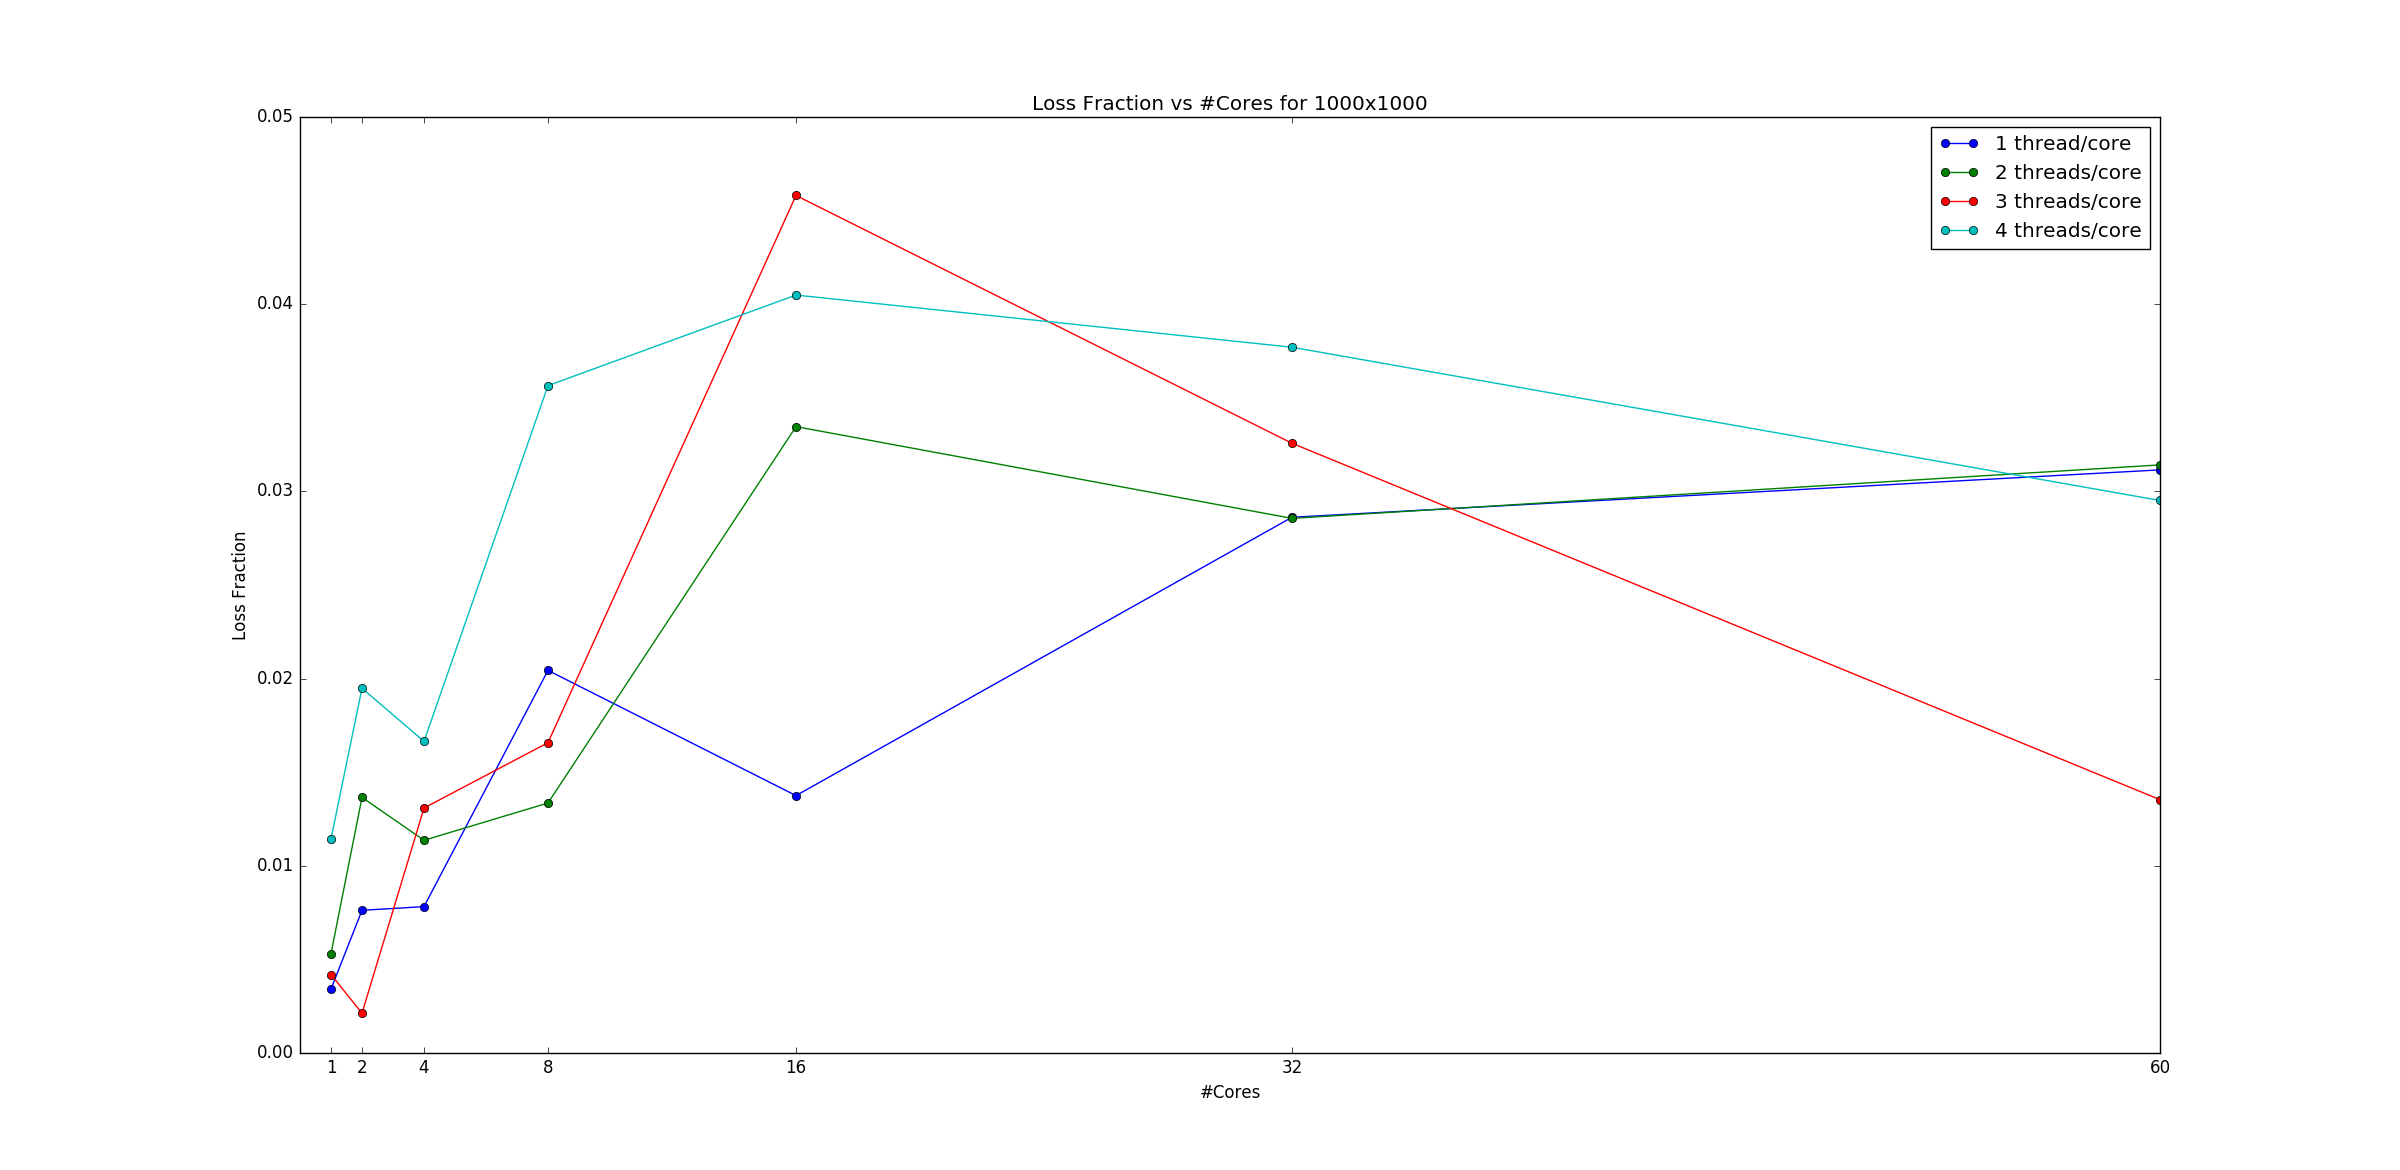 Loss Fraction vs #Cores for 1000x1000
0.05
0.04
0.03
0.02
0.01
0.00
Loss Fraction
1 thread/core
2 threads/core
3 threads/core
4 threads/core
1 2 4 8 16 32 60
#Cores